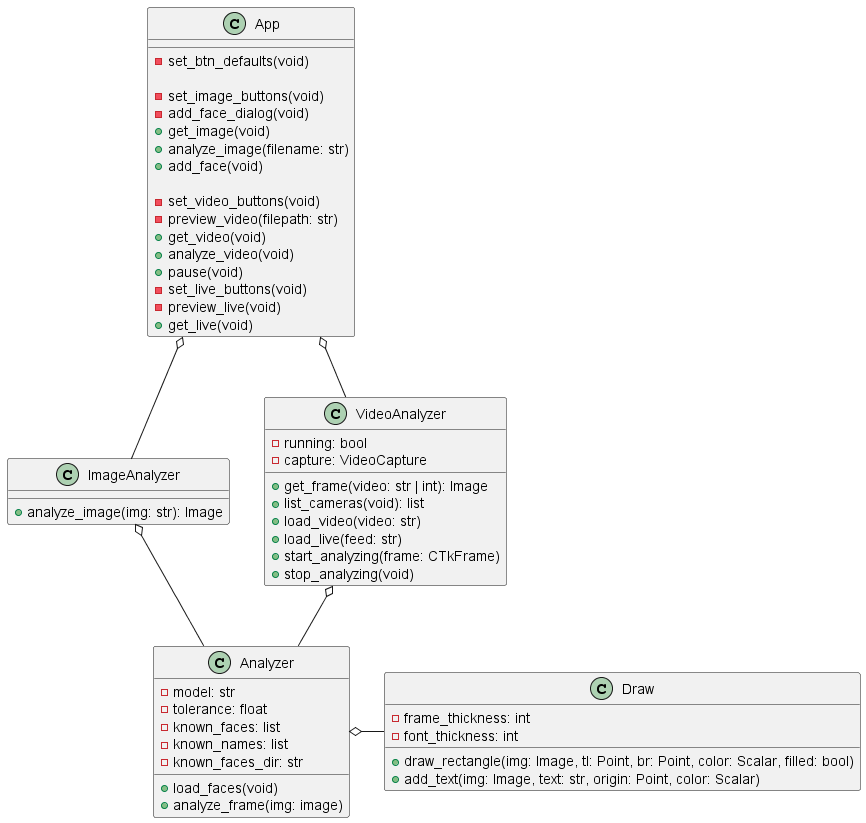 C App
set_btn_defaults(void)
set_image_buttons(void)
add_face_dialog(void)
get_image(void)
analyze_image(filename: str)
add_face(void)
set_video_buttons(void)
preview_video(filepath: str)
get_video(void)
analyze_video(void)
pause(void)
set_live_buttons(void)
preview_live(void)
get_live(void)
C VideoAnalyzer
running: bool
capture: VideoCapture
get_frame(video: str | int): Image
list_cameras(void): list
load_video(video: str)
load_live(feed: str)
start_analyzing(frame: CTkFrame)
stop_analyzing(void)
C ImageAnalyzer
analyze_image(img: str): Image
C Analyzer
model: str
tolerance: float
known_faces: list
known_names: list
known_faces_dir: str
load_faces(void)
analyze_frame(img: image)
C Draw
frame_thickness: int
font_thickness: int
draw_rectangle(img: Image, tl: Point, br: Point, color: Scalar, filled: bool)
add_text(img: Image, text: str, origin: Point, color: Scalar)